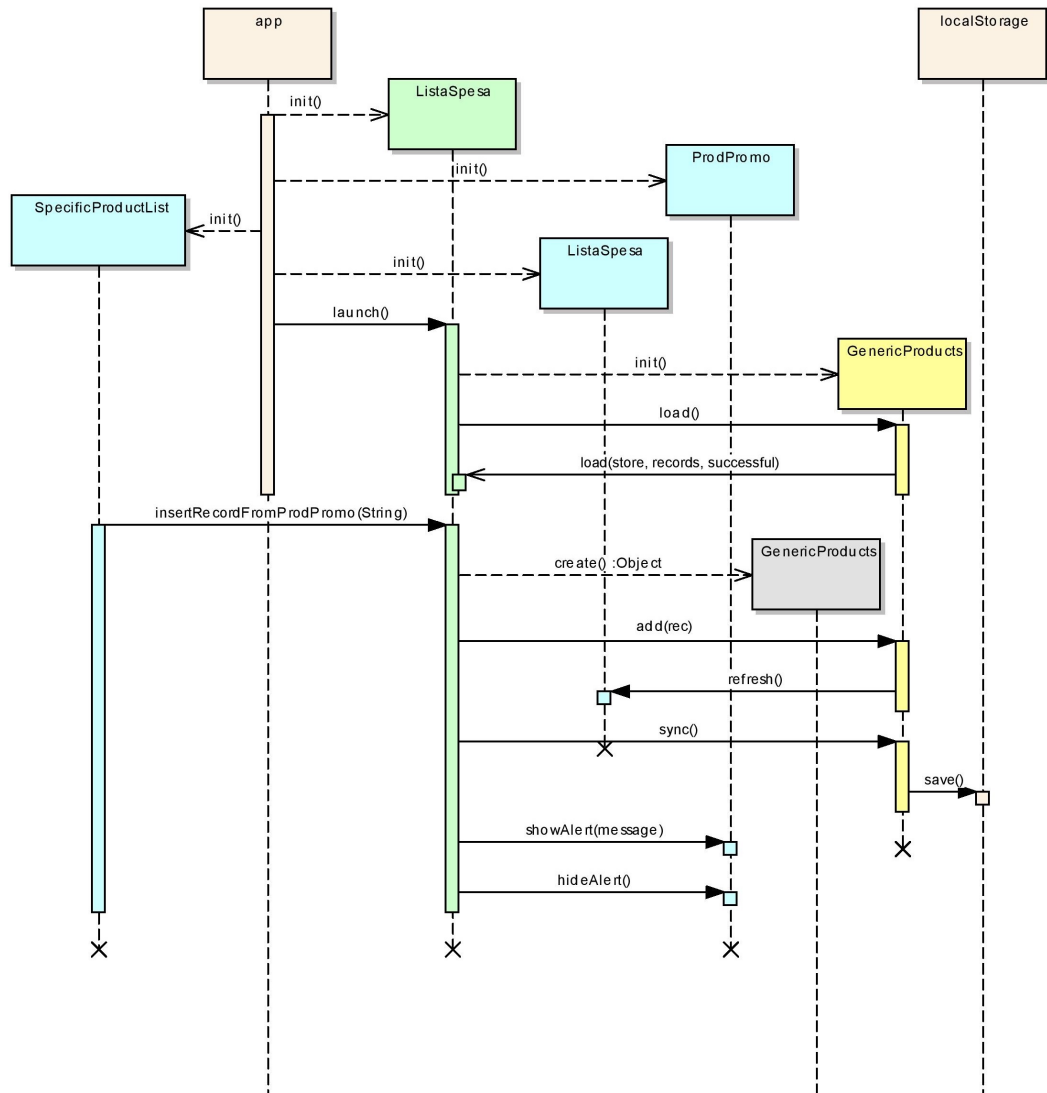 app
localStorage
init()
ListaSpesa
init()
ProdPromo
SpecificProductList
init()
init()
ListaSpesa
launch()
init()
GenericProducts
load()
load(store, records, successful)
insertRecordFromProdPromo(String)
create() :Object
GenericProducts
add(rec)
refresh()
sync()
save()
showAlert(message)
hideAlert()